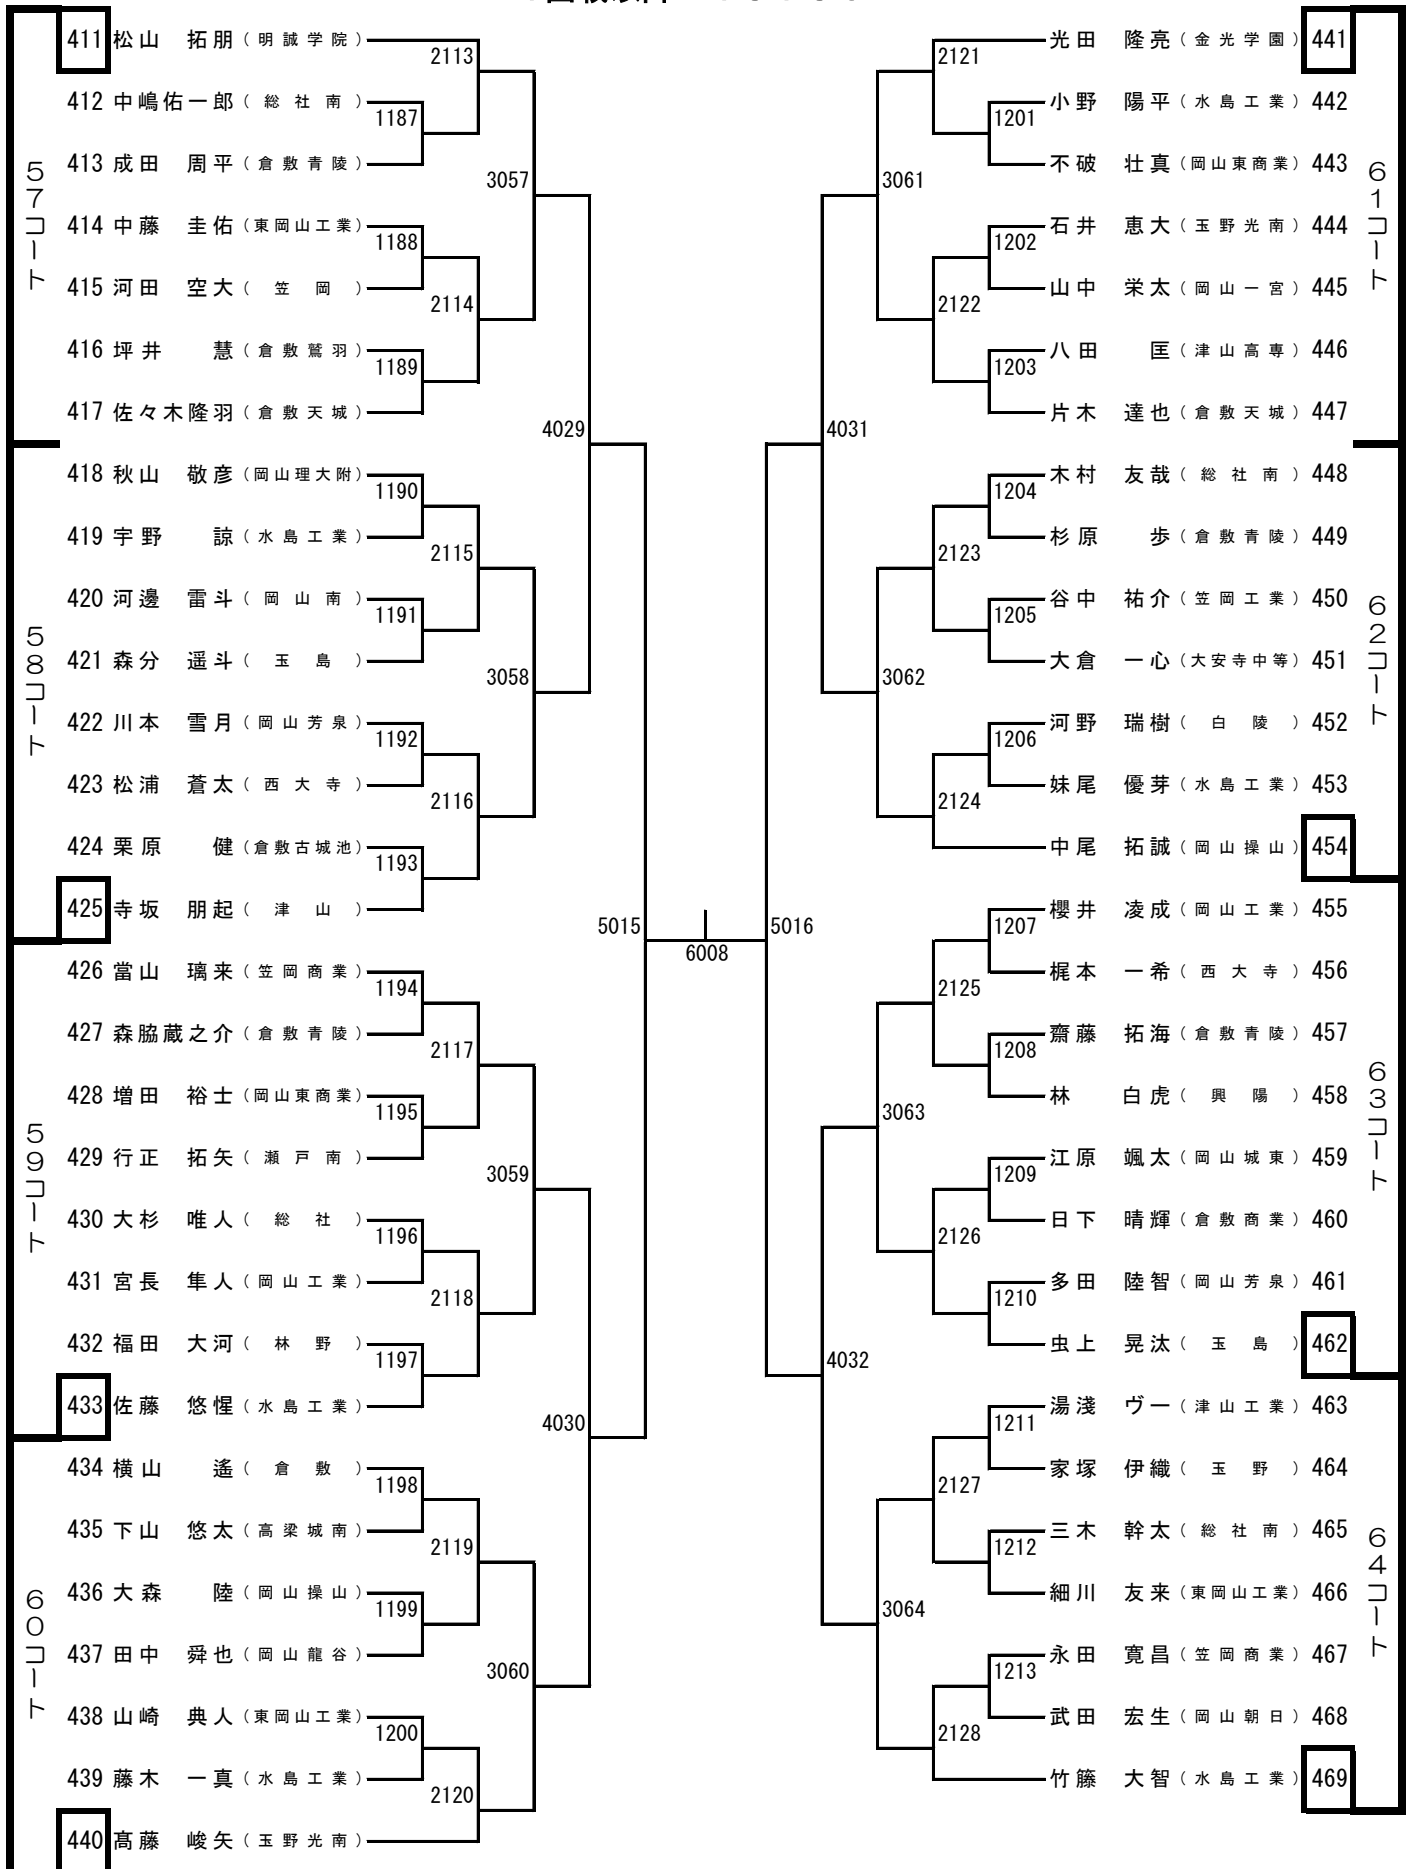 411 松山 拓朋 (明誠学院)
412 中嶋佑一郎 (総社南)
413 成田 周平 (倉敷青陵)
414 中藤 圭佑 (東岡山工業)
415 河田 空大 (笠岡)
416 坪井 慧 (倉敷鷲羽)
417 佐々木隆羽 (倉敷天城)
418 秋山 敬彦 (岡山理大附)
419 宇野 諒 (水島工業)
420 河邊 雷斗 (岡山南)
421 森分 遥斗 (玉島)
422 川本 雪月 (岡山芳泉)
423 松浦 蒼太 (西大寺)
424 栗原 健 (倉敷古城池)
425 寺坂 朋起 (津山)
426 當山 璃来 (笠岡商業)
427 森脇蔵之介 (倉敷青陵)
428 増田 裕士 (岡山東商業)
429 行正 拓矢 (瀬戸南)
430 大杉 唯人 (総社)
431 宮長 隼人 (岡山工業)
432 福田 大河 (林野)
433 佐藤 悠惺 (水島工業)
434 横山 遙 (倉敷)
435 下山 悠太 (高梁城南)
436 大森 陸 (岡山操山)
437 田中 舜也 (岡山龍谷)
438 山崎 典人 (東岡山工業)
439 藤木 一真 (水島工業)
440 髙藤 峻矢 (玉野光南)
57コート
58コート
59コート
60コート
1187
1188
1189
1190
1191
1192
1193
1194
1195
1196
1197
1198
1199
1200
2113
2114
2115
2116
2117
2118
2119
2120
3057
3058
3059
3060
4029
4030
5015
6008
5016
4031
4032
3061
3062
3063
3064
2121
2122
2123
2124
2125
2126
2127
2128
1201
1202
1203
1204
1205
1206
1207
1208
1209
1210
1211
1212
1213
光田 隆亮 (金光学園) 441
小野 陽平 (水島工業) 442
不破 壮真 (岡山東商業) 443
石井 恵大 (玉野光南) 444
山中 栄太 (岡山一宮) 445
八田 匡 (津山高専) 446
片木 達也 (倉敷天城) 447
木村 友哉 (総社南) 448
杉原 歩 (倉敷青陵) 449
谷中 祐介 (笠岡工業) 450
大倉 一心 (大安寺中等) 451
河野 瑞樹 (白陵) 452
妹尾 優芽 (水島工業) 453
中尾 拓誠 (岡山操山) 454
櫻井 凌成 (岡山工業) 455
梶本 一希 (西大寺) 456
齋藤 拓海 (倉敷青陵) 457
林 白虎 (興陽) 458
江原 颯太 (岡山城東) 459
日下 晴輝 (倉敷商業) 460
多田 陸智 (岡山芳泉) 461
虫上 晃汰 (玉島) 462
湯淺 ヴ一 (津山工業) 463
家塚 伊織 (玉野) 464
三木 幹太 (総社南) 465
細川 友来 (東岡山工業) 466
永田 寛昌 (笠岡商業) 467
武田 宏生 (岡山朝日) 468
竹籐 大智 (水島工業) 469
61コート
62コート
63コート
64コート